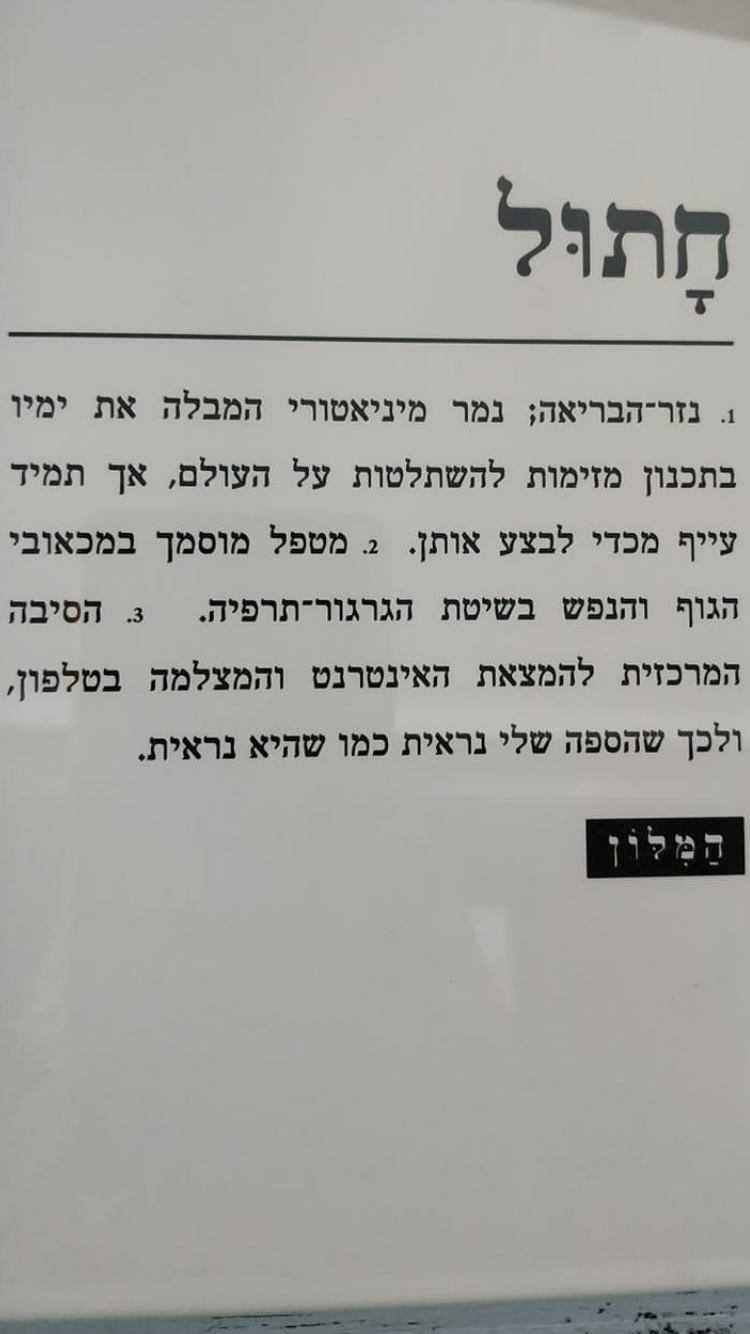 חָתוּל
1. נזר־הבריאה; נמר מיניאטורי המבלה את ימיו
בתכנון מזימות להשתלטות על העולם, אך תמיד
עייף מכדי לבצע אותן. 2. מטפל מוסמך במכאובי
הגוף והנפש בשיטת הגרגור־תרפיה. 3. הסיבה
המרכזית להמצאת האינטרנט והמצלמה בטלפון,
ולכך שהספה שלי נראית כמו שהיא נראית.
הַמִּלּוֹן